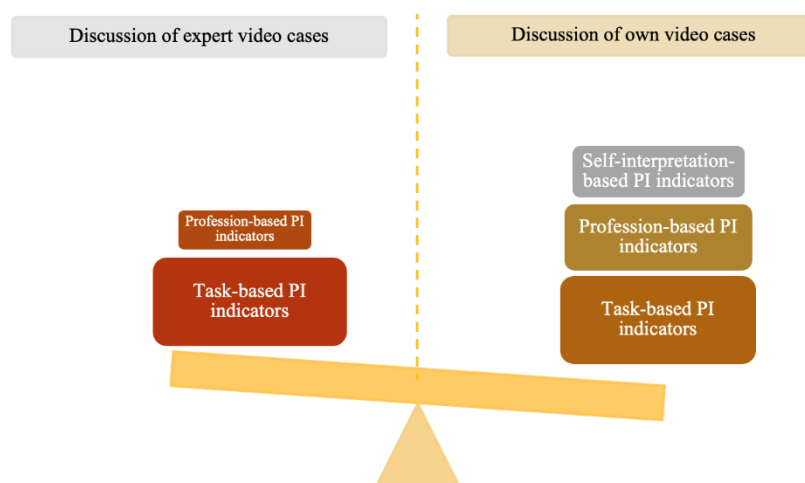 Discussion of expert video cases
Discussion of own video cases
Self-interpretation-
based PI indicators
Profession-based PI
indicators
Task-based PI
indicators
Profession-based PI
indicators
Task-based PI
indicators